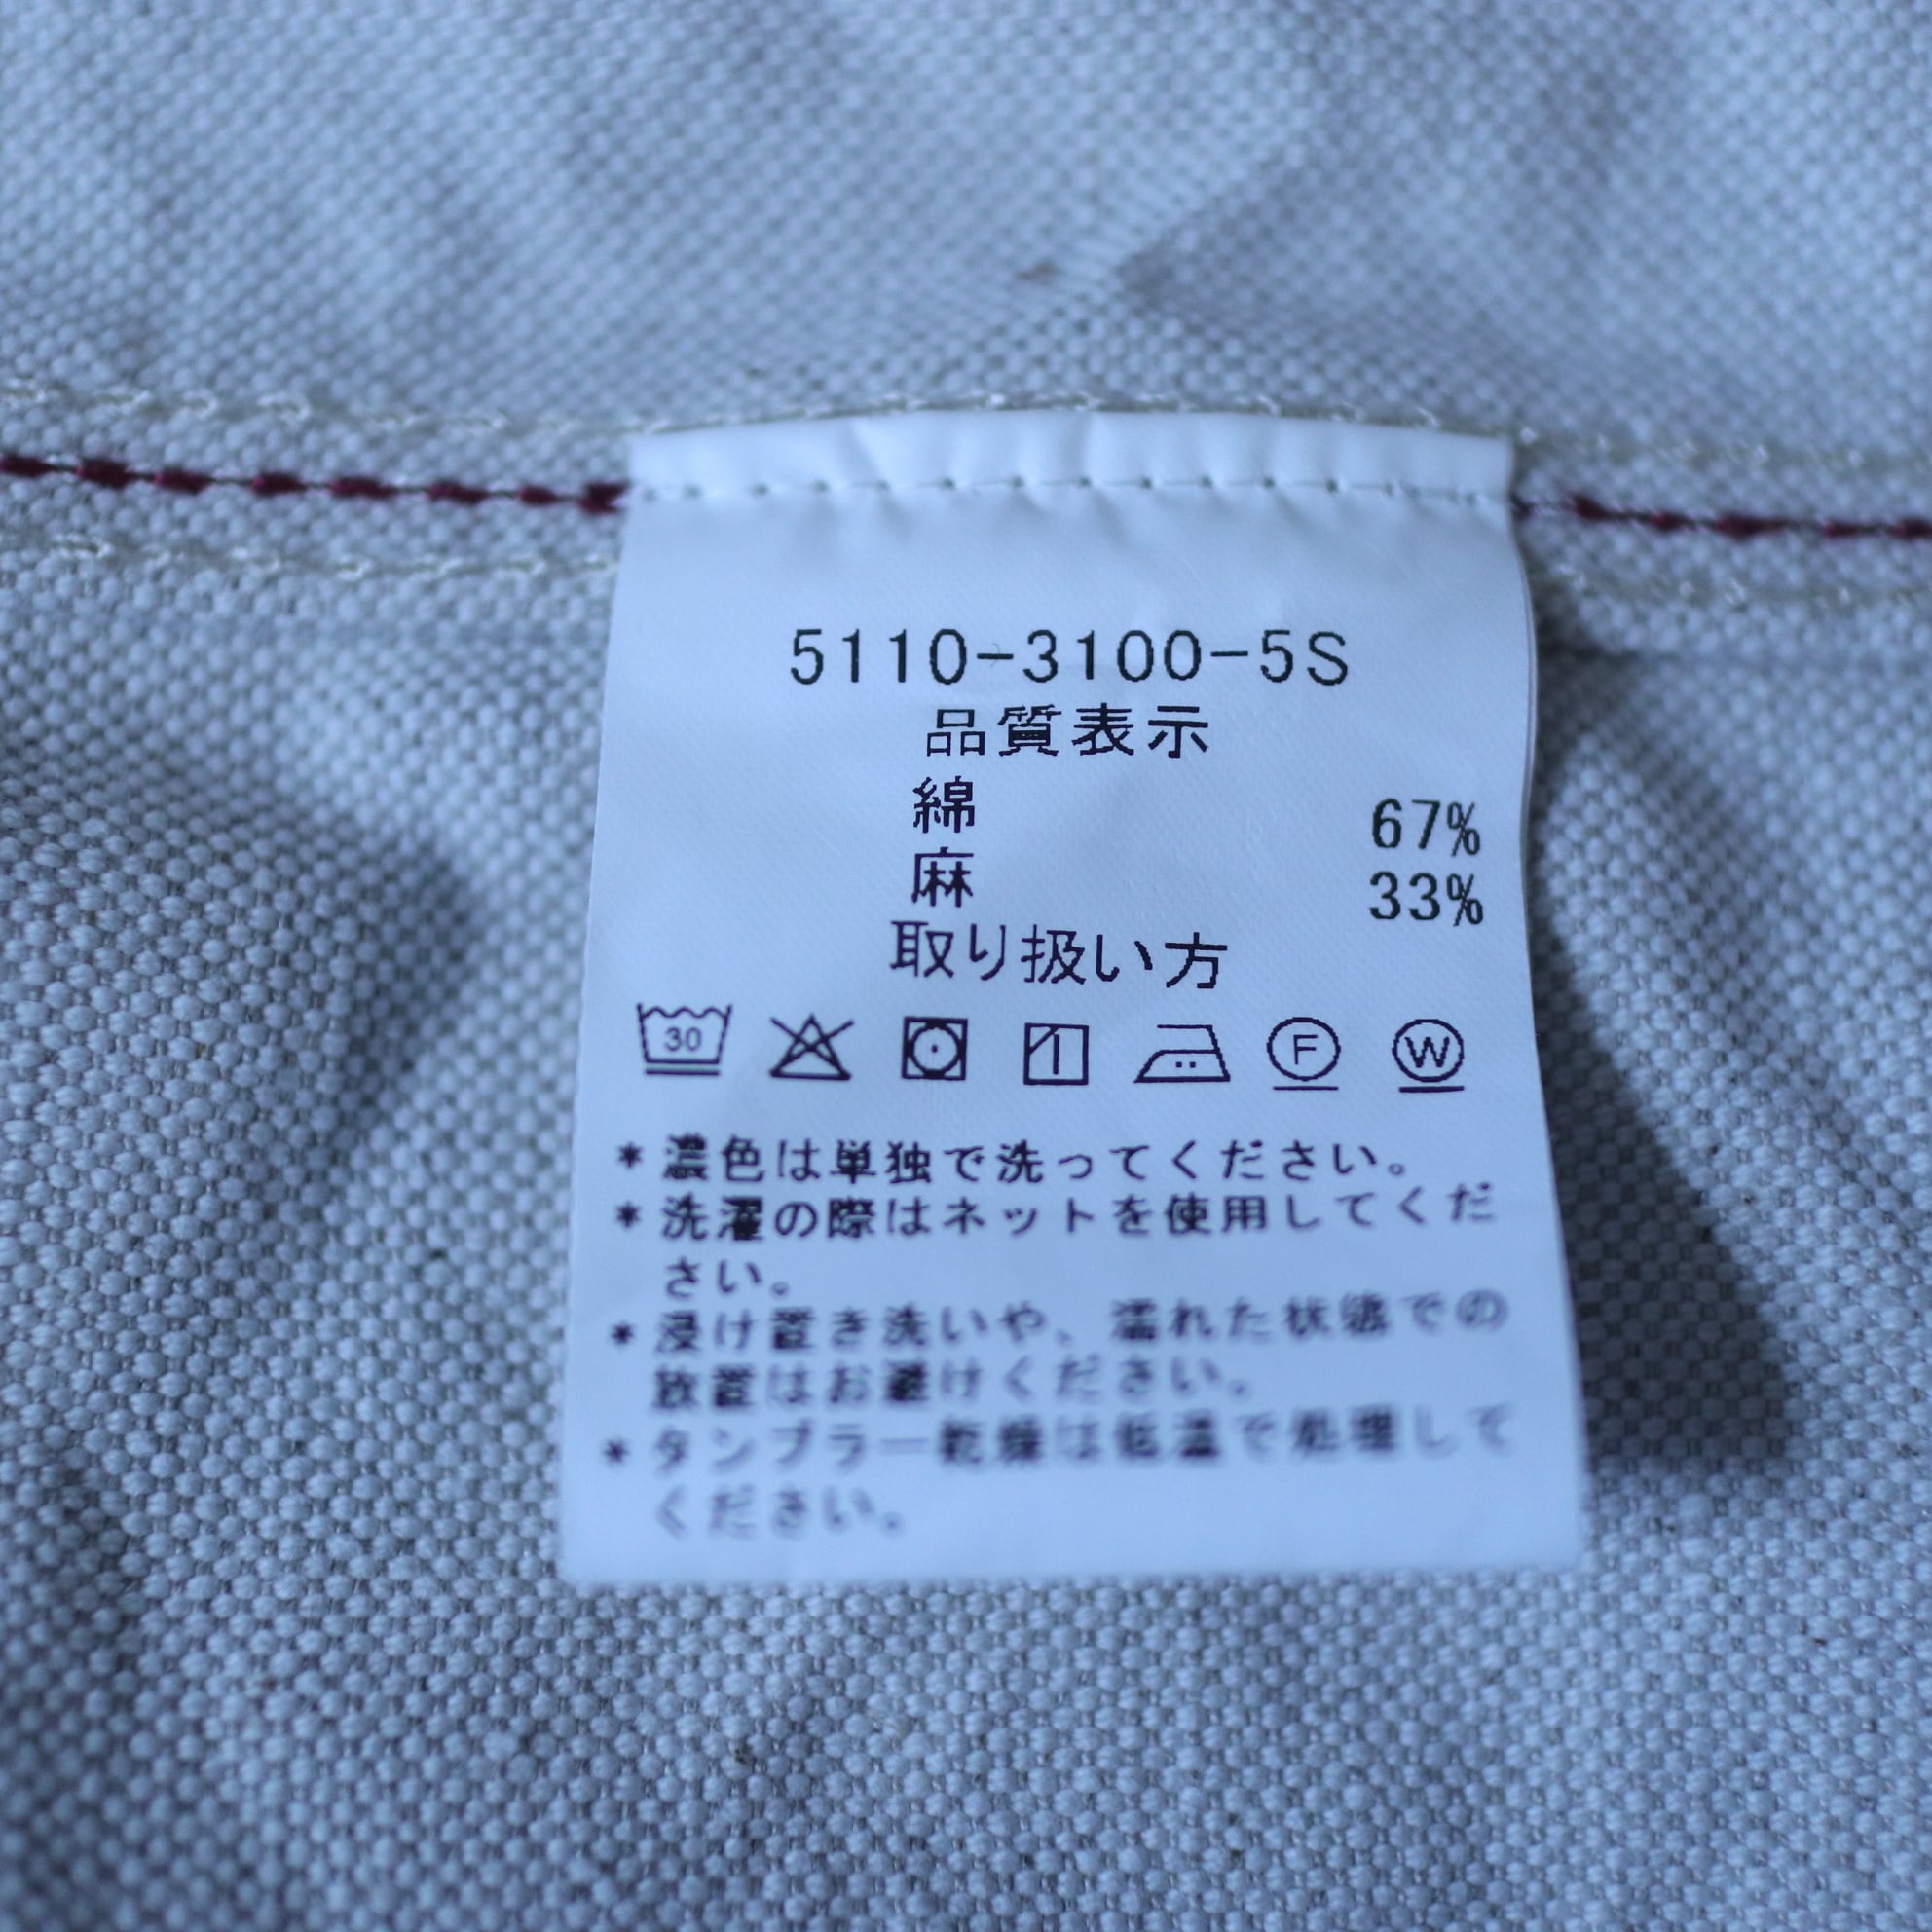 5110-3100-5S
品質表示
綿 67%
麻 33%
取り扱い方
30 F W
*濃色は単独で洗ってください。
*洗濯の際はネットを使用してくだ
さい。
*浸け置き洗いや、濡れた状態での
放置はお避けください。
*タンブラー乾燥は低温で処理して
ください。